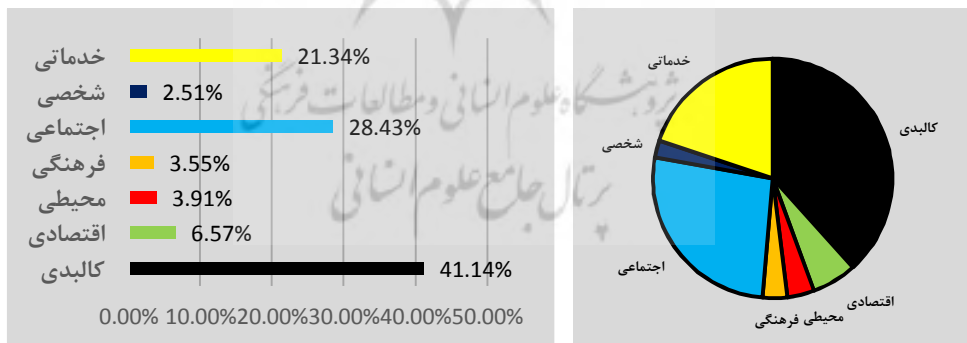 خدماتی 21.34%
شخصی 2.51%
اجتماعی 28.43%
فرهنگی 3.55%
محیطی 3.91%
اقتصادی 6.57%
کالبدی 41.14%
0.00% 10.00% 20.00% 30.00% 40.00% 50.00%
خدماتی
کالبدی
شخصی
اجتماعی
اقتصادی
محیطی
فرهنگی
پژوهشگاه علوم انسانی و مطالعات فرهنگی
پرتال جامع علوم انسانی